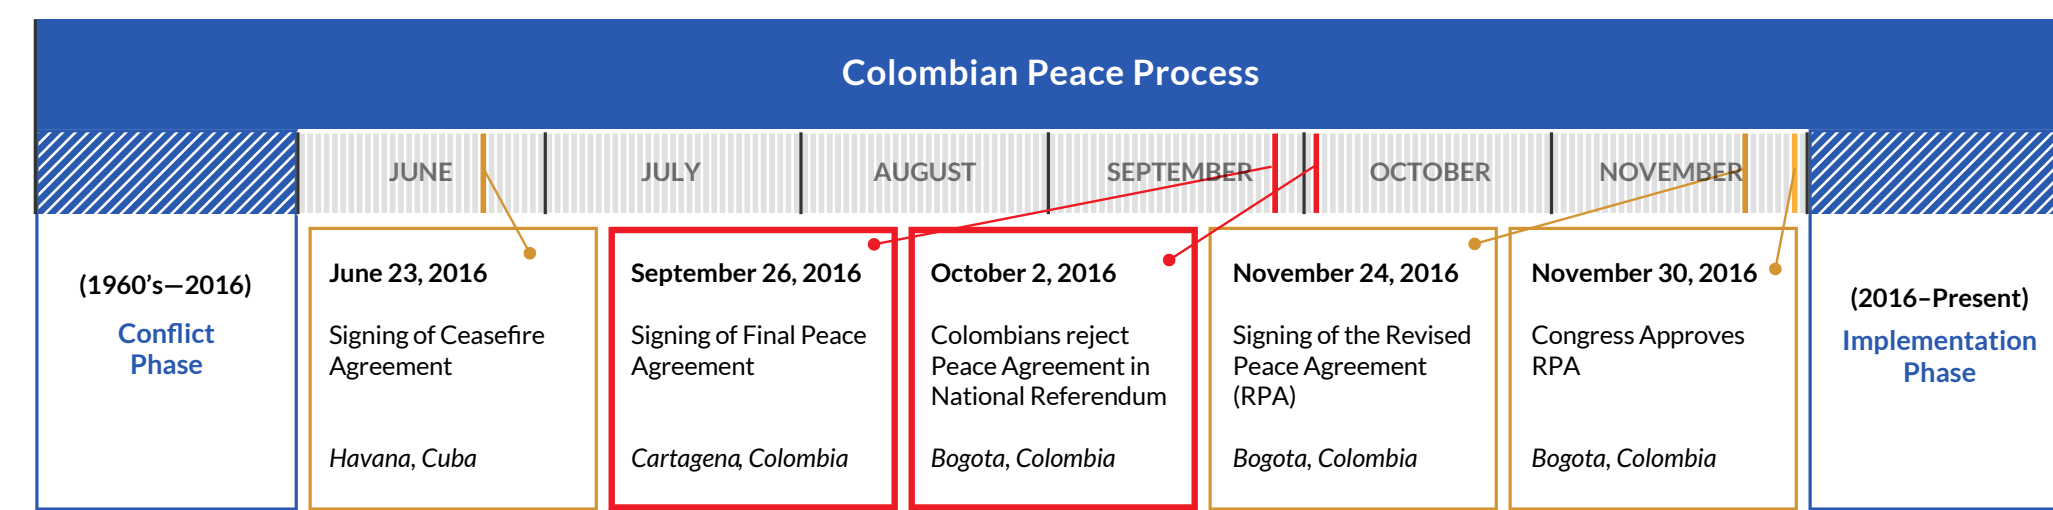 Colombian Peace Process
JUNE
JULY
AUGUST
SEPTEMBER
OCTOBER
NOVEMBER
(1960’s—2016)
Conflict
Phase
June 23, 2016
Signing of Ceasefire
Agreement
Havana, Cuba
September 26, 2016
Signing of Final Peace
Agreement
Cartagena, Colombia
October 2, 2016
Colombians reject
Peace Agreement in
National Referendum
Bogota, Colombia
November 24, 2016
Signing of the Revised
Peace Agreement
(RPA)
Bogota, Colombia
November 30, 2016
Congress Approves
RPA
Bogota, Colombia
(2016–Present)
Implementation
Phase